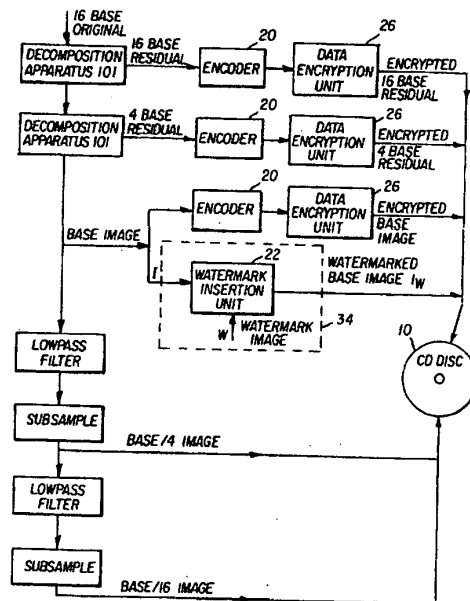 16 BASE
ORIGINAL
DECOMPOSITION
APPARATUS 101
16 BASE
RESIDUAL
20
ENCODER
26
DATA
ENCRYPTION
UNIT
ENCRYPTED
16 BASE
RESIDUAL
DECOMPOSITION
APPARATUS 101
4 BASE
RESIDUAL
20
ENCODER
26
DATA
ENCRYPTION
UNIT
ENCRYPTED
4 BASE
RESIDUAL
20
ENCODER
26
DATA
ENCRYPTION
UNIT
ENCRYPTED
BASE
IMAGE
BASE IMAGE
I
22
WATERMARK
INSERTION
UNIT
WATERMARKED
BASE IMAGE IW
W
WATERMARK
IMAGE
34
LOWPASS
FILTER
10
CD DISC
SUBSAMPLE
BASE/4 IMAGE
LOWPASS
FILTER
SUBSAMPLE
BASE/16 IMAGE